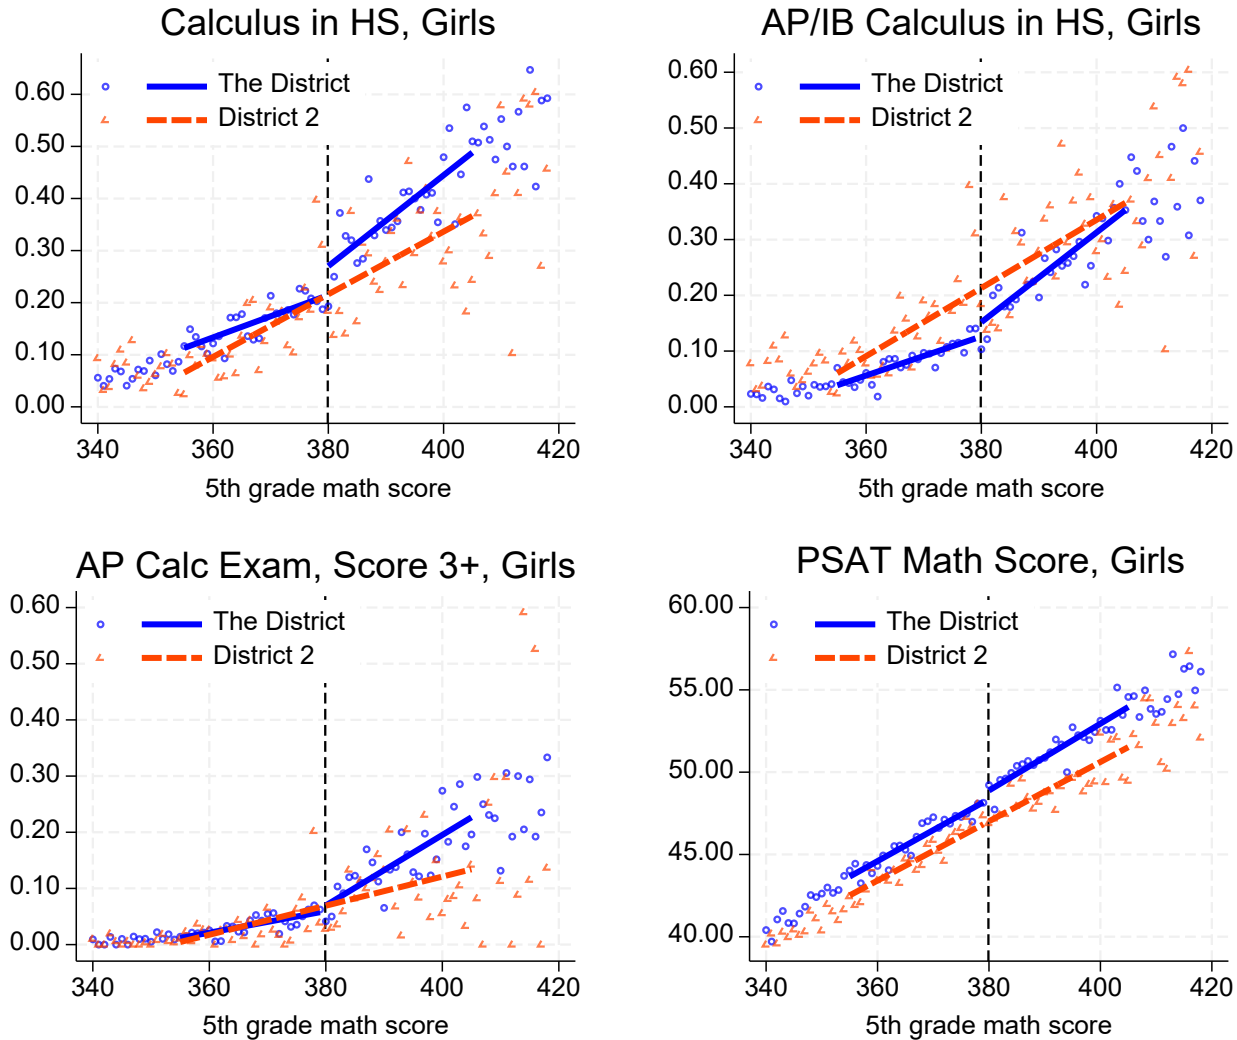 Calculus in HS, Girls
The District
District 2
0.60
0.50
0.40
0.30
0.20
0.10
0.00
340 360 380 400 420
5th grade math score
AP/IB Calculus in HS, Girls
The District
District 2
0.60
0.50
0.40
0.30
0.20
0.10
0.00
340 360 380 400 420
5th grade math score
AP Calc Exam, Score 3+, Girls
The District
District 2
0.60
0.50
0.40
0.30
0.20
0.10
0.00
340 360 380 400 420
5th grade math score
PSAT Math Score, Girls
The District
District 2
60.00
55.00
50.00
45.00
40.00
340 360 380 400 420
5th grade math score